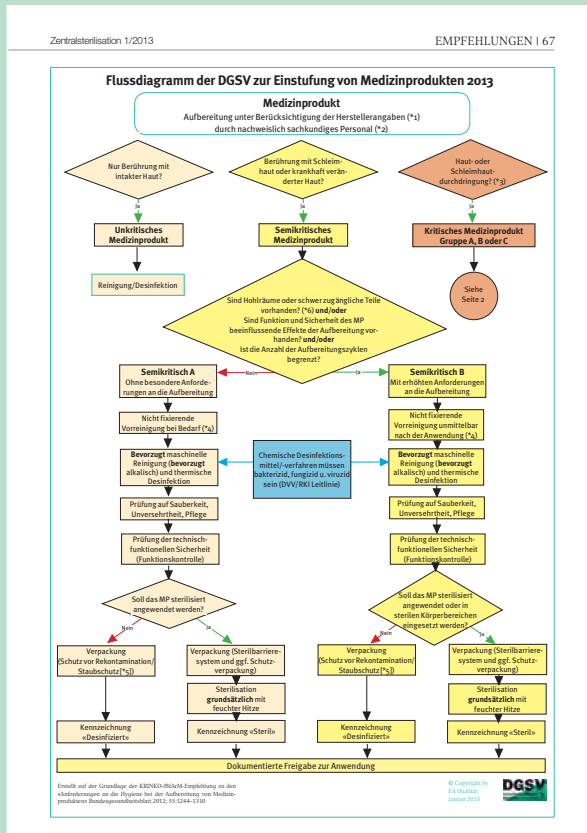 Zentralsterilisation 1/2013
EMPFEHLUNGEN | 67
Flussdiagramm der DGSV zur Einstufung von Medizinprodukten 2013
Medizinprodukt
Aufbereitung unter Berücksichtigung der Herstellerangaben (*1)
durch nachweislich sachkundiges Personal (*2)
Nur Berührung mit
intakter Haut?
Berührung mit Schleim-
haut oder krankhaft verän-
derter Haut?
Haut- oder
Schleimhaut-
durchdringung? (*3)
Ja
Ja
Ja
Unkritisches
Medizinprodukt
Semikritisches
Medizinprodukt
Kritisches Medizinprodukt
Gruppe A, B oder C
Reinigung/Desinfektion
Siehe
Seite 2
Sind Hohlräume oder schwer zugängliche Teile
vorhanden? (*6) und/oder
Sind Funktion und Sicherheit des MP
beeinflussende Effekte der Aufbereitung vor-
handen? und/oder
Ist die Anzahl der Aufbereitungszyklen
begrenzt?
Nein
Ja
Semikritisch A
Ohne besondere Anforde-
rungen an die Aufbereitung
Semikritisch B
Mit erhöhten Anforderungen
an die Aufbereitung
Nicht fixierende
Vorreinigung bei Bedarf (*4)
Nicht fixierende
Vorreinigung unmittelbar
nach der Anwendung (*4)
Bevorzugt maschinelle
Reinigung (bevorzugt
alkalisch) und thermische
Desinfektion
Chemische Desinfektions-
mittel/-verfahren müssen
bakterizid, fungizid u. viruzid
sein (DVV/RKI Leitlinie)
Bevorzugt maschinelle
Reinigung (bevorzugt
alkalisch) und thermische
Desinfektion
Prüfung auf Sauberkeit,
Unversehrtheit, Pflege
Prüfung auf Sauberkeit,
Unversehrtheit, Pflege
Prüfung der technisch-
funktionellen Sicherheit
(Funktionskontrolle)
Prüfung der technisch-
funktionellen Sicherheit
(Funktionskontrolle)
Soll das MP sterilisiert
angewendet werden?
Soll das MP sterilisiert
angewendet oder in
sterilen Körperbereichen
eingesetzt werden?
Nein
Ja
Nein
Ja
Verpackung
(Schutz vor Rekontamination/
Staubschutz[*5])
Verpackung (Sterilbarriere-
system und ggf. Schutz-
verpackung)
Verpackung
(Schutz vor Rekontamination/
Staubschutz[*5])
Verpackung (Sterilbarriere-
system und ggf. Schutz-
verpackung)
Sterilisation
grundsätzlich mit
feuchter Hitze
Sterilisation
grundsätzlich mit
feuchter Hitze
Kennzeichnung
«Desinfiziert»
Kennzeichnung «Steril»
Kennzeichnung
«Desinfiziert»
Kennzeichnung «Steril»
Dokumentierte Freigabe zur Anwendung
Erstellt auf der Grundlage der KRINKO-/BfArM-Empfehlung zu den
«Anforderungen an die Hygiene bei der Aufbereitung von Medizin-
produkten» Bundesgesundheitsblatt 2012; 55:1244–1310
© Copyright by
FA Qualität
Januar 2013
DGSV